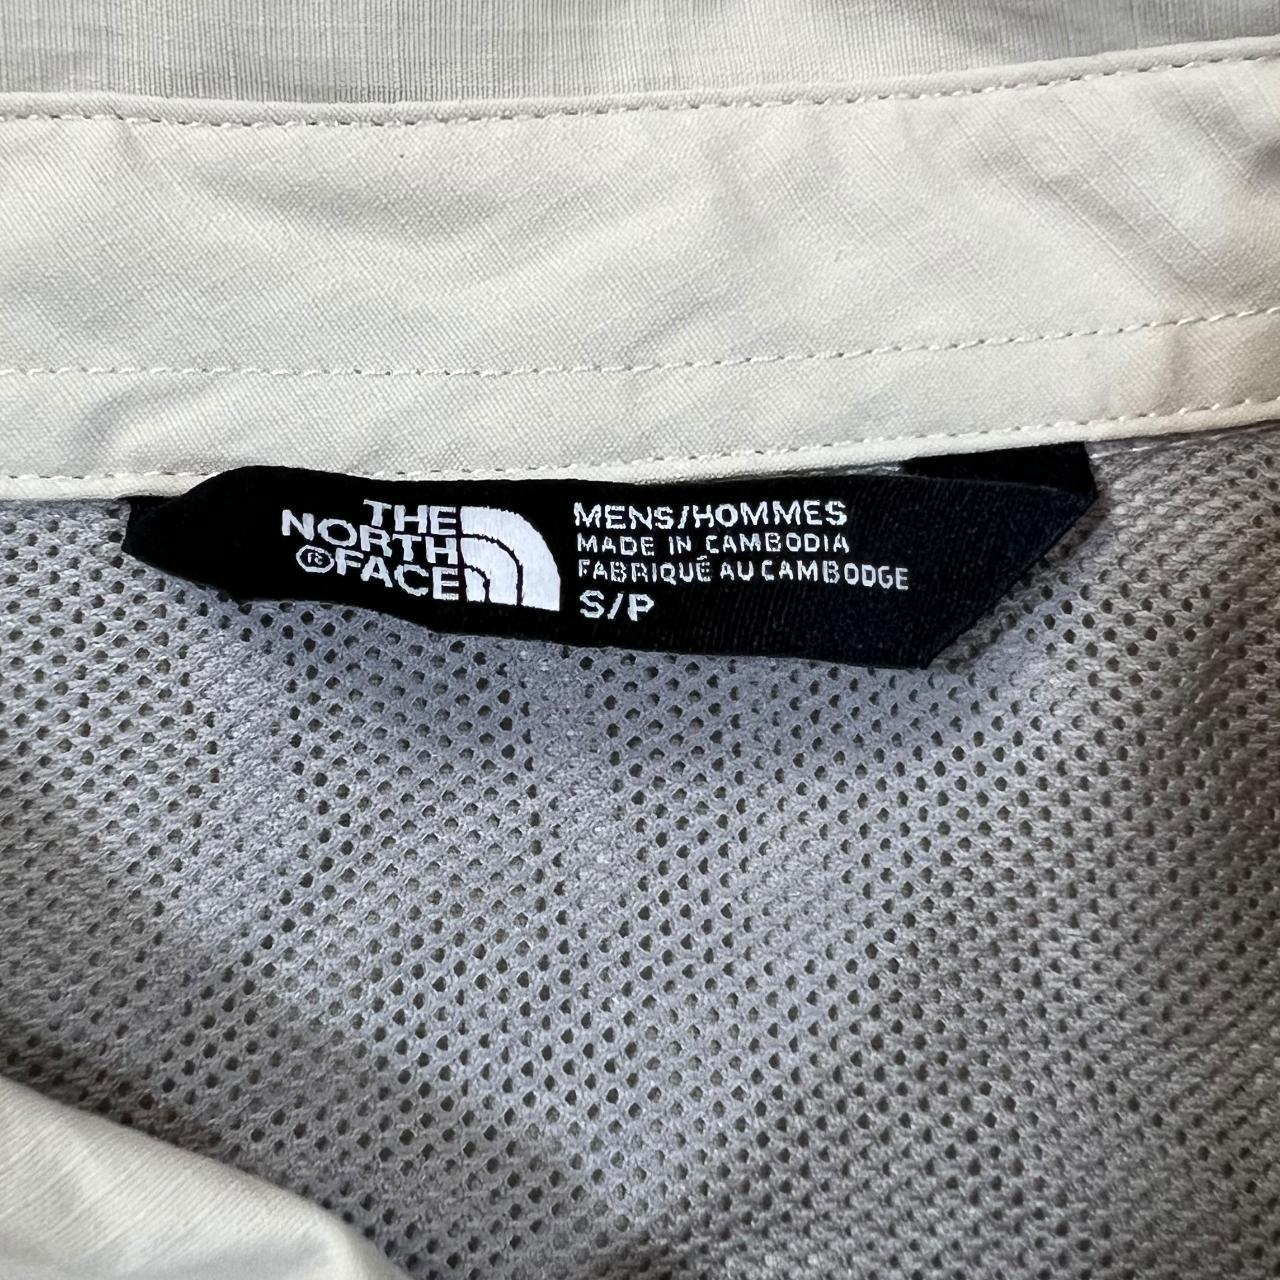 THE
NORTH
FACE
MENS/HOMMES
MADE IN CAMBODIA
FABRIQUÉ AU CAMBODGE
S/P